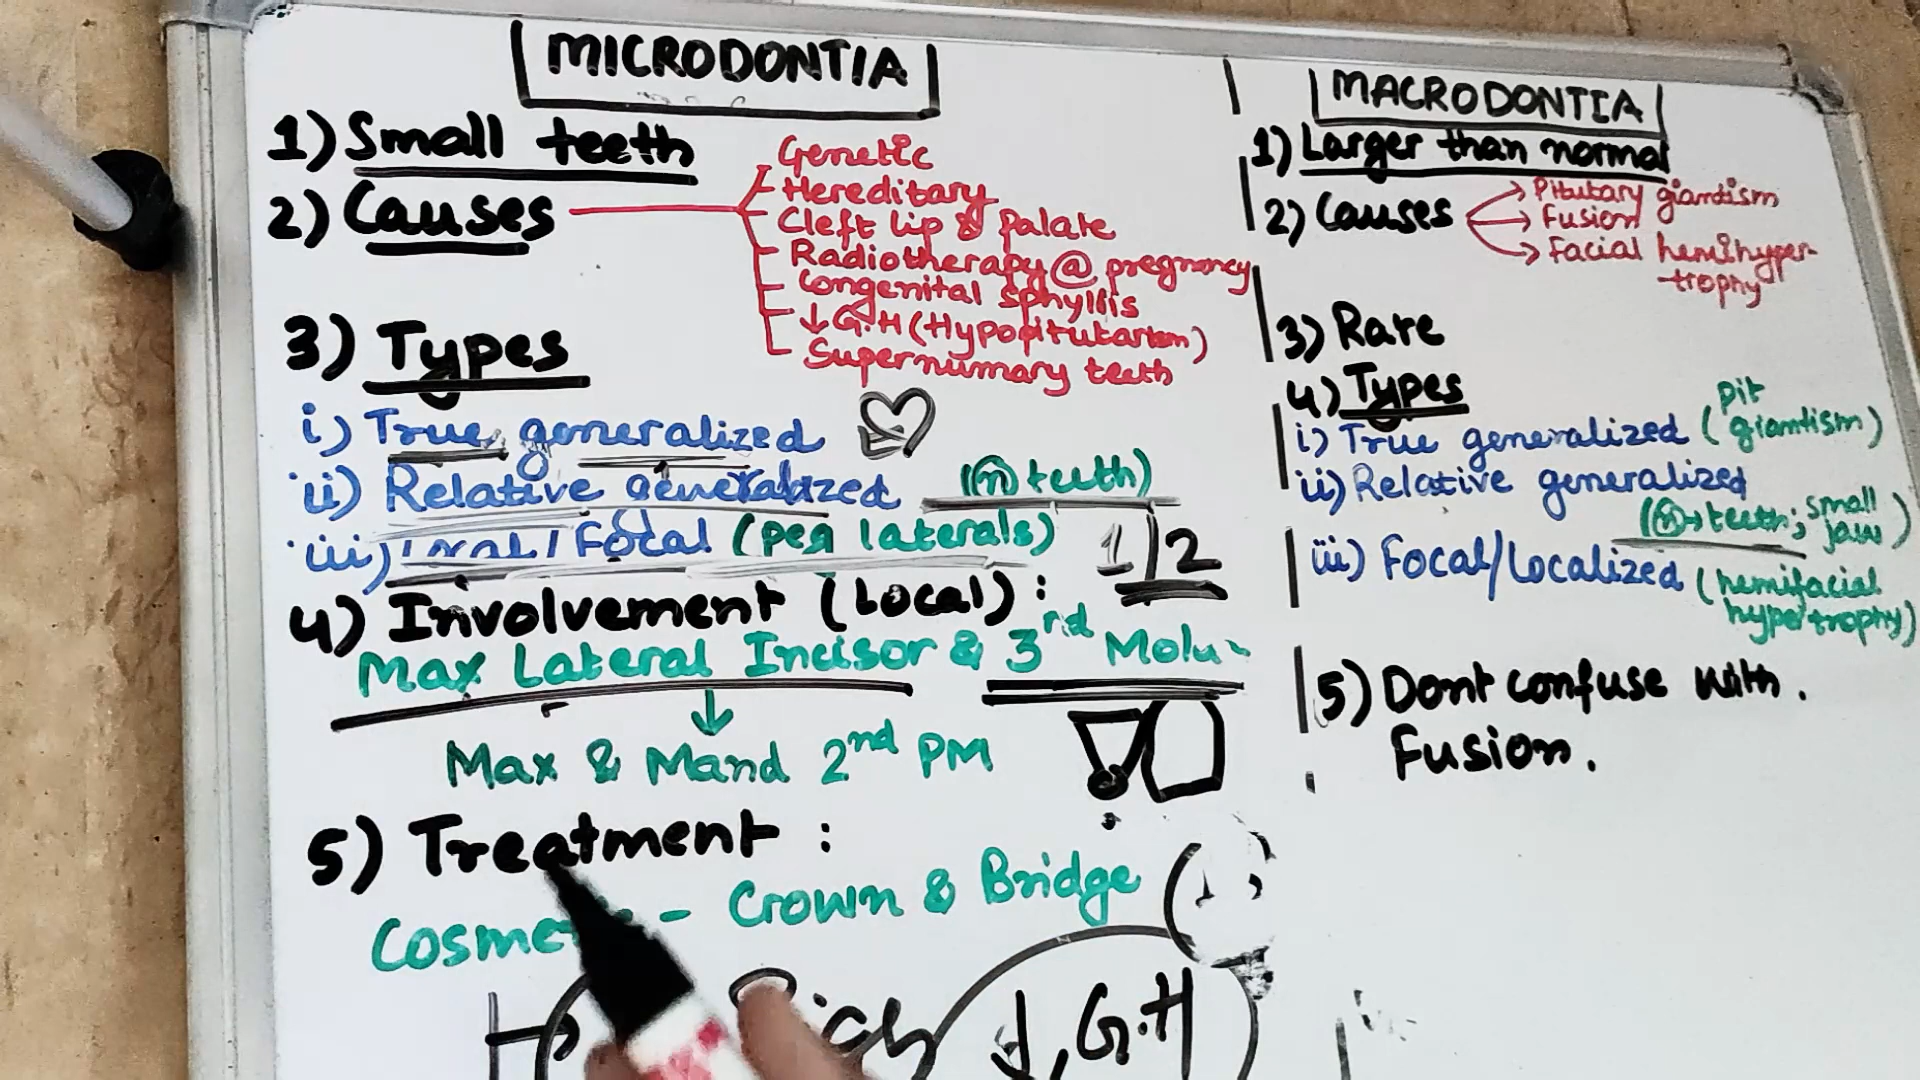 MICRODONTIA
1) Small teeth
2) Causes
Genetic
Hereditary
Cleft lip & Palate
Radiotherapy @ pregnancy
Congenital sphyllis
↓ G.H (Hypopitutarism)
Supernumary teeth
3) Types
i) True generalized
ii) Relative generalized (n teeth)
iii) Local / Focal (peg laterals)
1 | 2
4) Involvement (Local) :
Max Lateral Incisor & 3rd Molar
↓
Max & Mand 2nd PM
5) Treatment :
- Crown & Bridge
↓ G.H
MACRODONTIA
1) Larger than normal
2) Causes
Pitutary giantism
Fusion
Facial hemihyper-
trophy
3) Rare
4) Types
i) True generalized (pit
giantism)
ii) Relative generalized
(n → teeth; small
jaw)
iii) Focal/Localized (hemifacial
hypertrophy)
5) Dont confuse with.
Fusion.